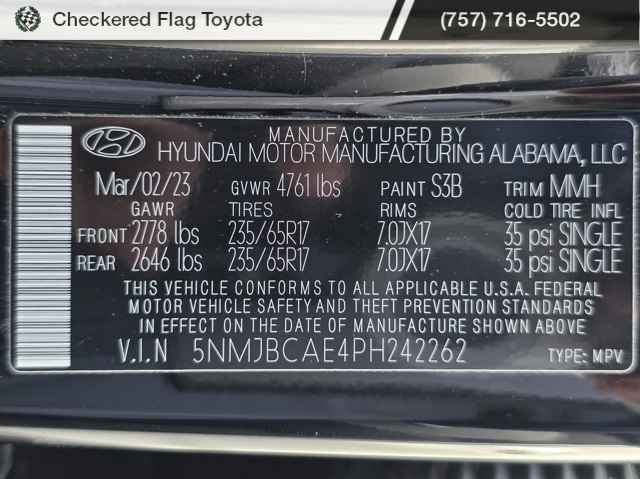 Checkered Flag Toyota (757) 716-5502
MANUFACTURED BY
HYUNDAI MOTOR MANUFACTURING ALABAMA, LLC
Mar/02/23 GVWR 4761 lbs PAINT S3B TRIM MMH
GAWR TIRES RIMS COLD TIRE INFL
FRONT 2778 lbs 235/65R17 7.0JX17 35 psi SINGLE
REAR 2646 lbs 235/65R17 7.0JX17 35 psi SINGLE
THIS VEHICLE CONFORMS TO ALL APPLICABLE U.S.A. FEDERAL
MOTOR VEHICLE SAFETY AND THEFT PREVENTION STANDARDS
IN EFFECT ON THE DATE OF MANUFACTURE SHOWN ABOVE
V.I.N 5NMJBCAE4PH242262 TYPE: MPV